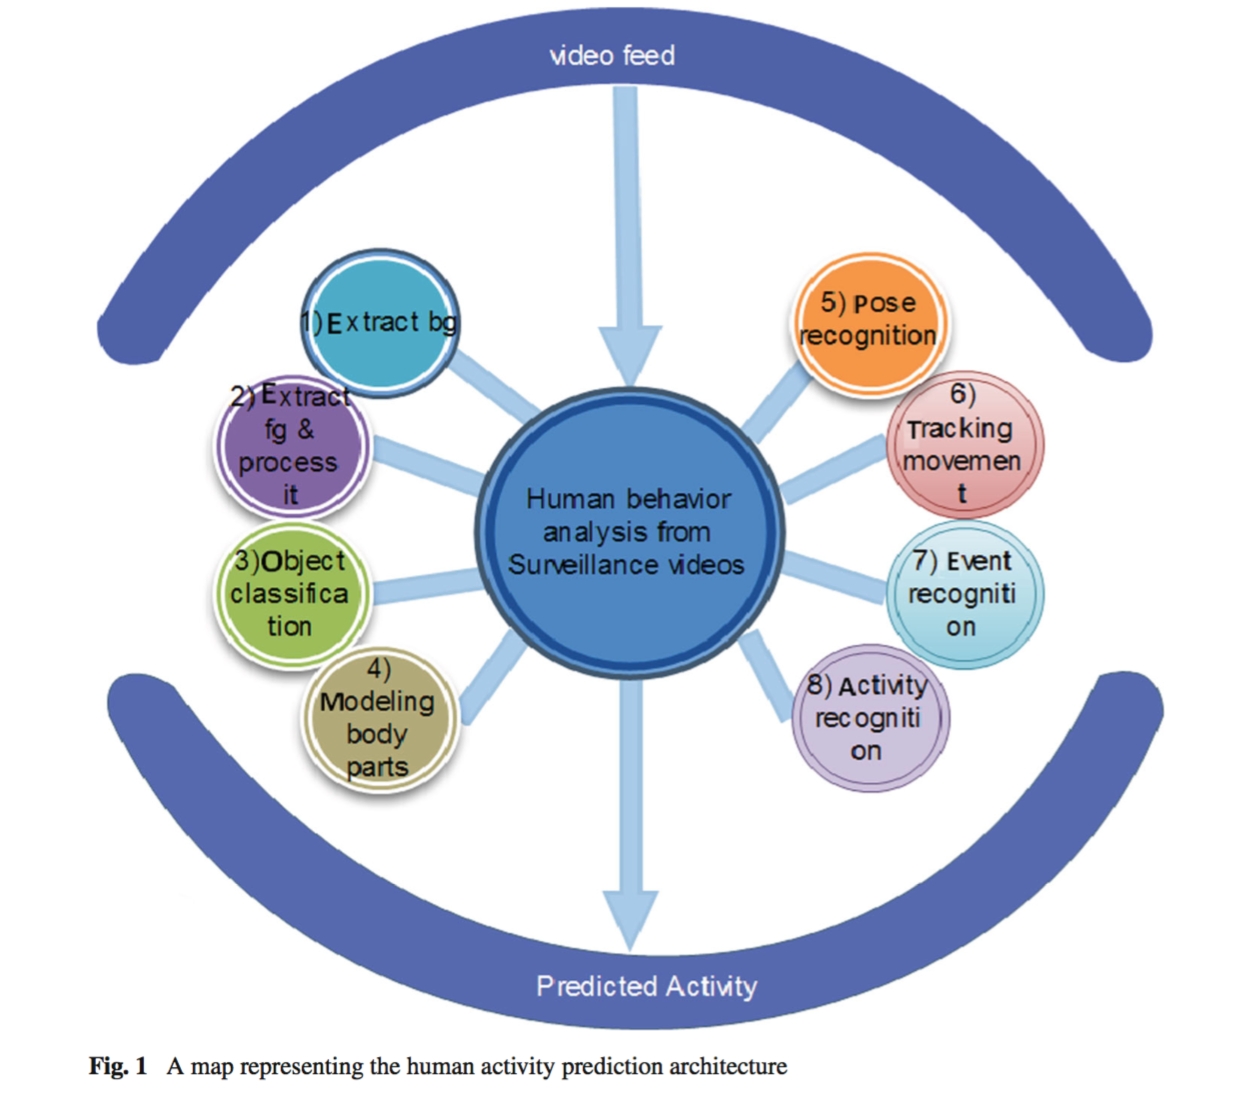 video feed
1)Extract bg
2) Extract
fg &
process
it
3)Object
classifica
tion
4)
Modeling
body
parts
Human behavior
analysis from
Surveillance videos
5) Pose
recognition
6)
Tracking
movemen
t
7) Event
recogniti
on
8) Activity
recogniti
on
Predicted Activity
Fig. 1 A map representing the human activity prediction architecture